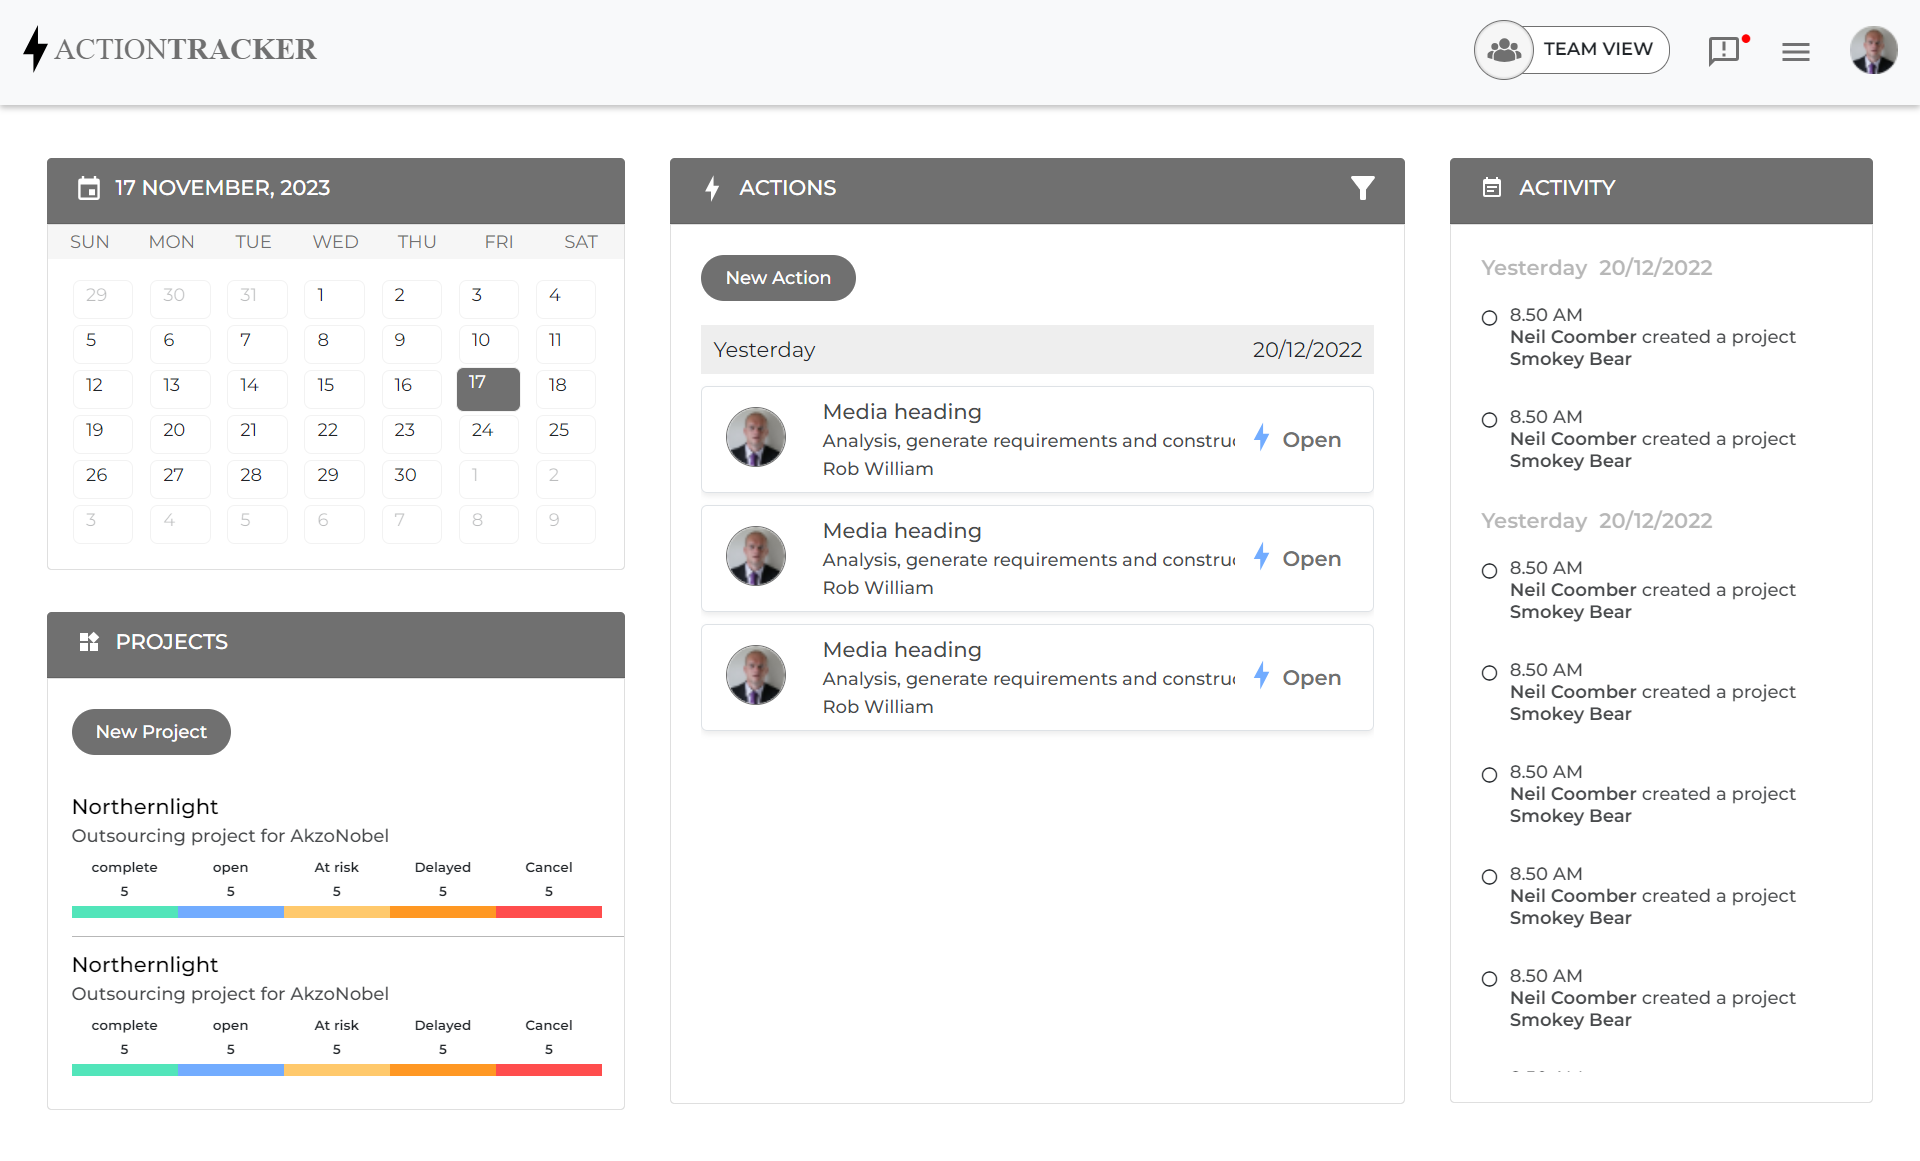 ACTIONTRACKER
TEAM VIEW
17 NOVEMBER, 2023
SUN MON TUE WED THU FRI SAT
29 30 31 1 2 3 4
5 6 7 8 9 10 11
12 13 14 15 16 17 18
19 20 21 22 23 24 25
26 27 28 29 30 1 2
3 4 5 6 7 8 9
PROJECTS
New Project
Northernlight
Outsourcing project for AkzoNobel
complete open At risk Delayed Cancel
5 5 5 5 5
Northernlight
Outsourcing project for AkzoNobel
complete open At risk Delayed Cancel
5 5 5 5 5
ACTIONS
New Action
Yesterday 20/12/2022
Media heading
Analysis, generate requirements and constru
Open
Rob William
Media heading
Analysis, generate requirements and constru
Open
Rob William
Media heading
Analysis, generate requirements and constru
Open
Rob William
ACTIVITY
Yesterday 20/12/2022
8.50 AM
Neil Coomber created a project
Smokey Bear
8.50 AM
Neil Coomber created a project
Smokey Bear
Yesterday 20/12/2022
8.50 AM
Neil Coomber created a project
Smokey Bear
8.50 AM
Neil Coomber created a project
Smokey Bear
8.50 AM
Neil Coomber created a project
Smokey Bear
8.50 AM
Neil Coomber created a project
Smokey Bear
8.50 AM
Neil Coomber created a project
Smokey Bear